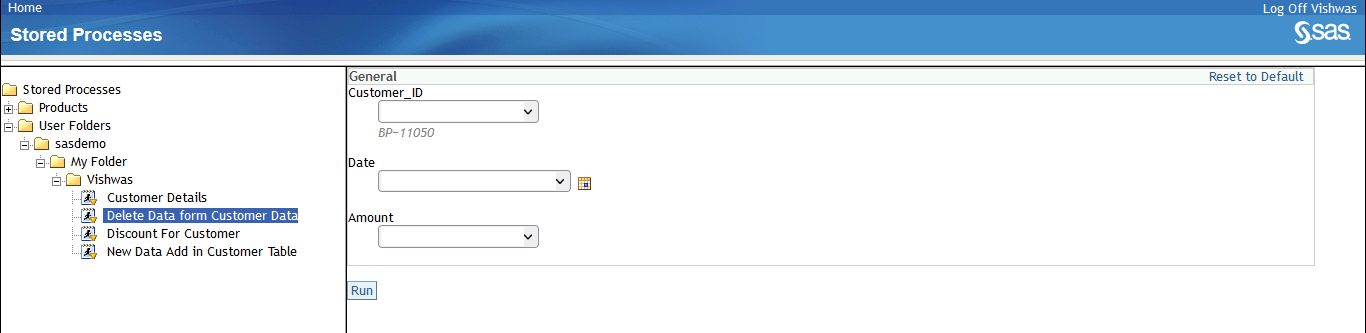 Home
Log Off Vishwas
Stored Processes
sas.
Stored Processes
Products
User Folders
sasdemo
My Folder
Vishwas
Customer Details
Delete Data form Customer Data
Discount For Customer
New Data Add in Customer Table
General
Reset to Default
Customer_ID
BP-11050
Date
Amount
Run